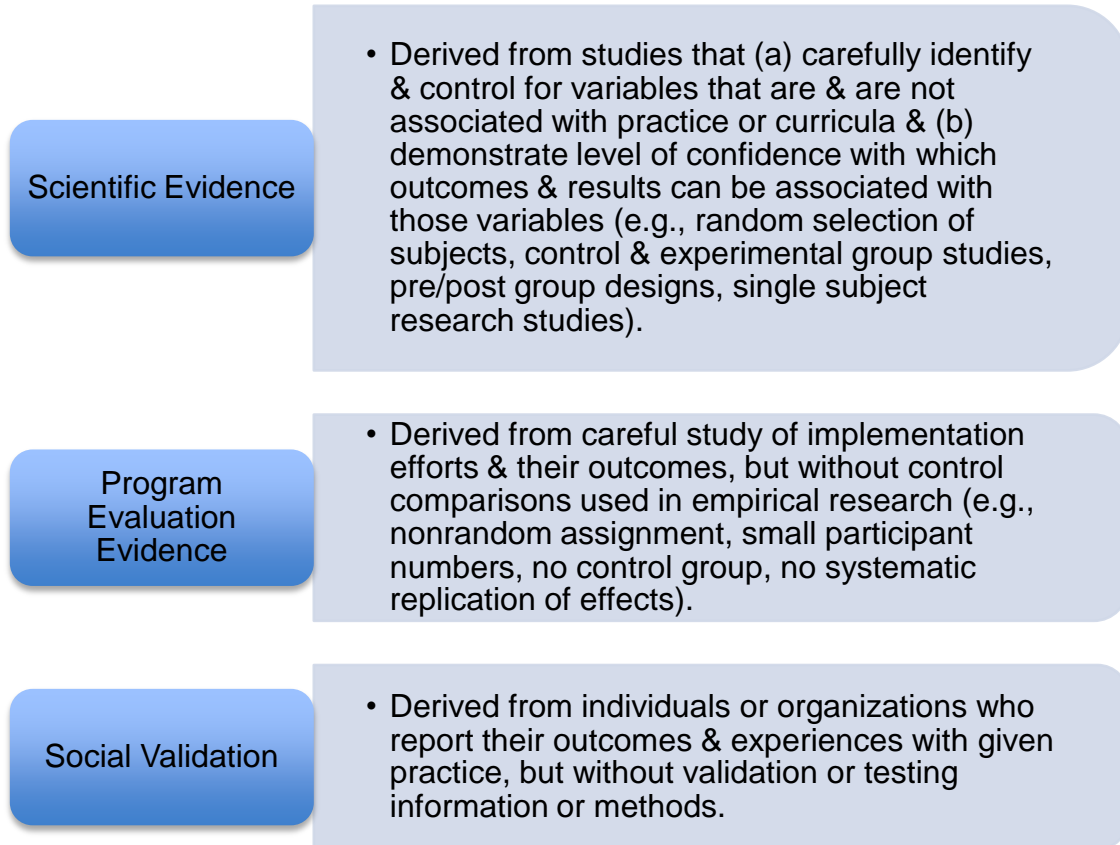 Scientific Evidence
• Derived from studies that (a) carefully identify
& control for variables that are & are not
associated with practice or curricula & (b)
demonstrate level of confidence with which
outcomes & results can be associated with
those variables (e.g., random selection of
subjects, control & experimental group studies,
pre/post group designs, single subject
research studies).
Program
Evaluation
Evidence
• Derived from careful study of implementation
efforts & their outcomes, but without control
comparisons used in empirical research (e.g.,
nonrandom assignment, small participant
numbers, no control group, no systematic
replication of effects).
Social Validation
• Derived from individuals or organizations who
report their outcomes & experiences with given
practice, but without validation or testing
information or methods.